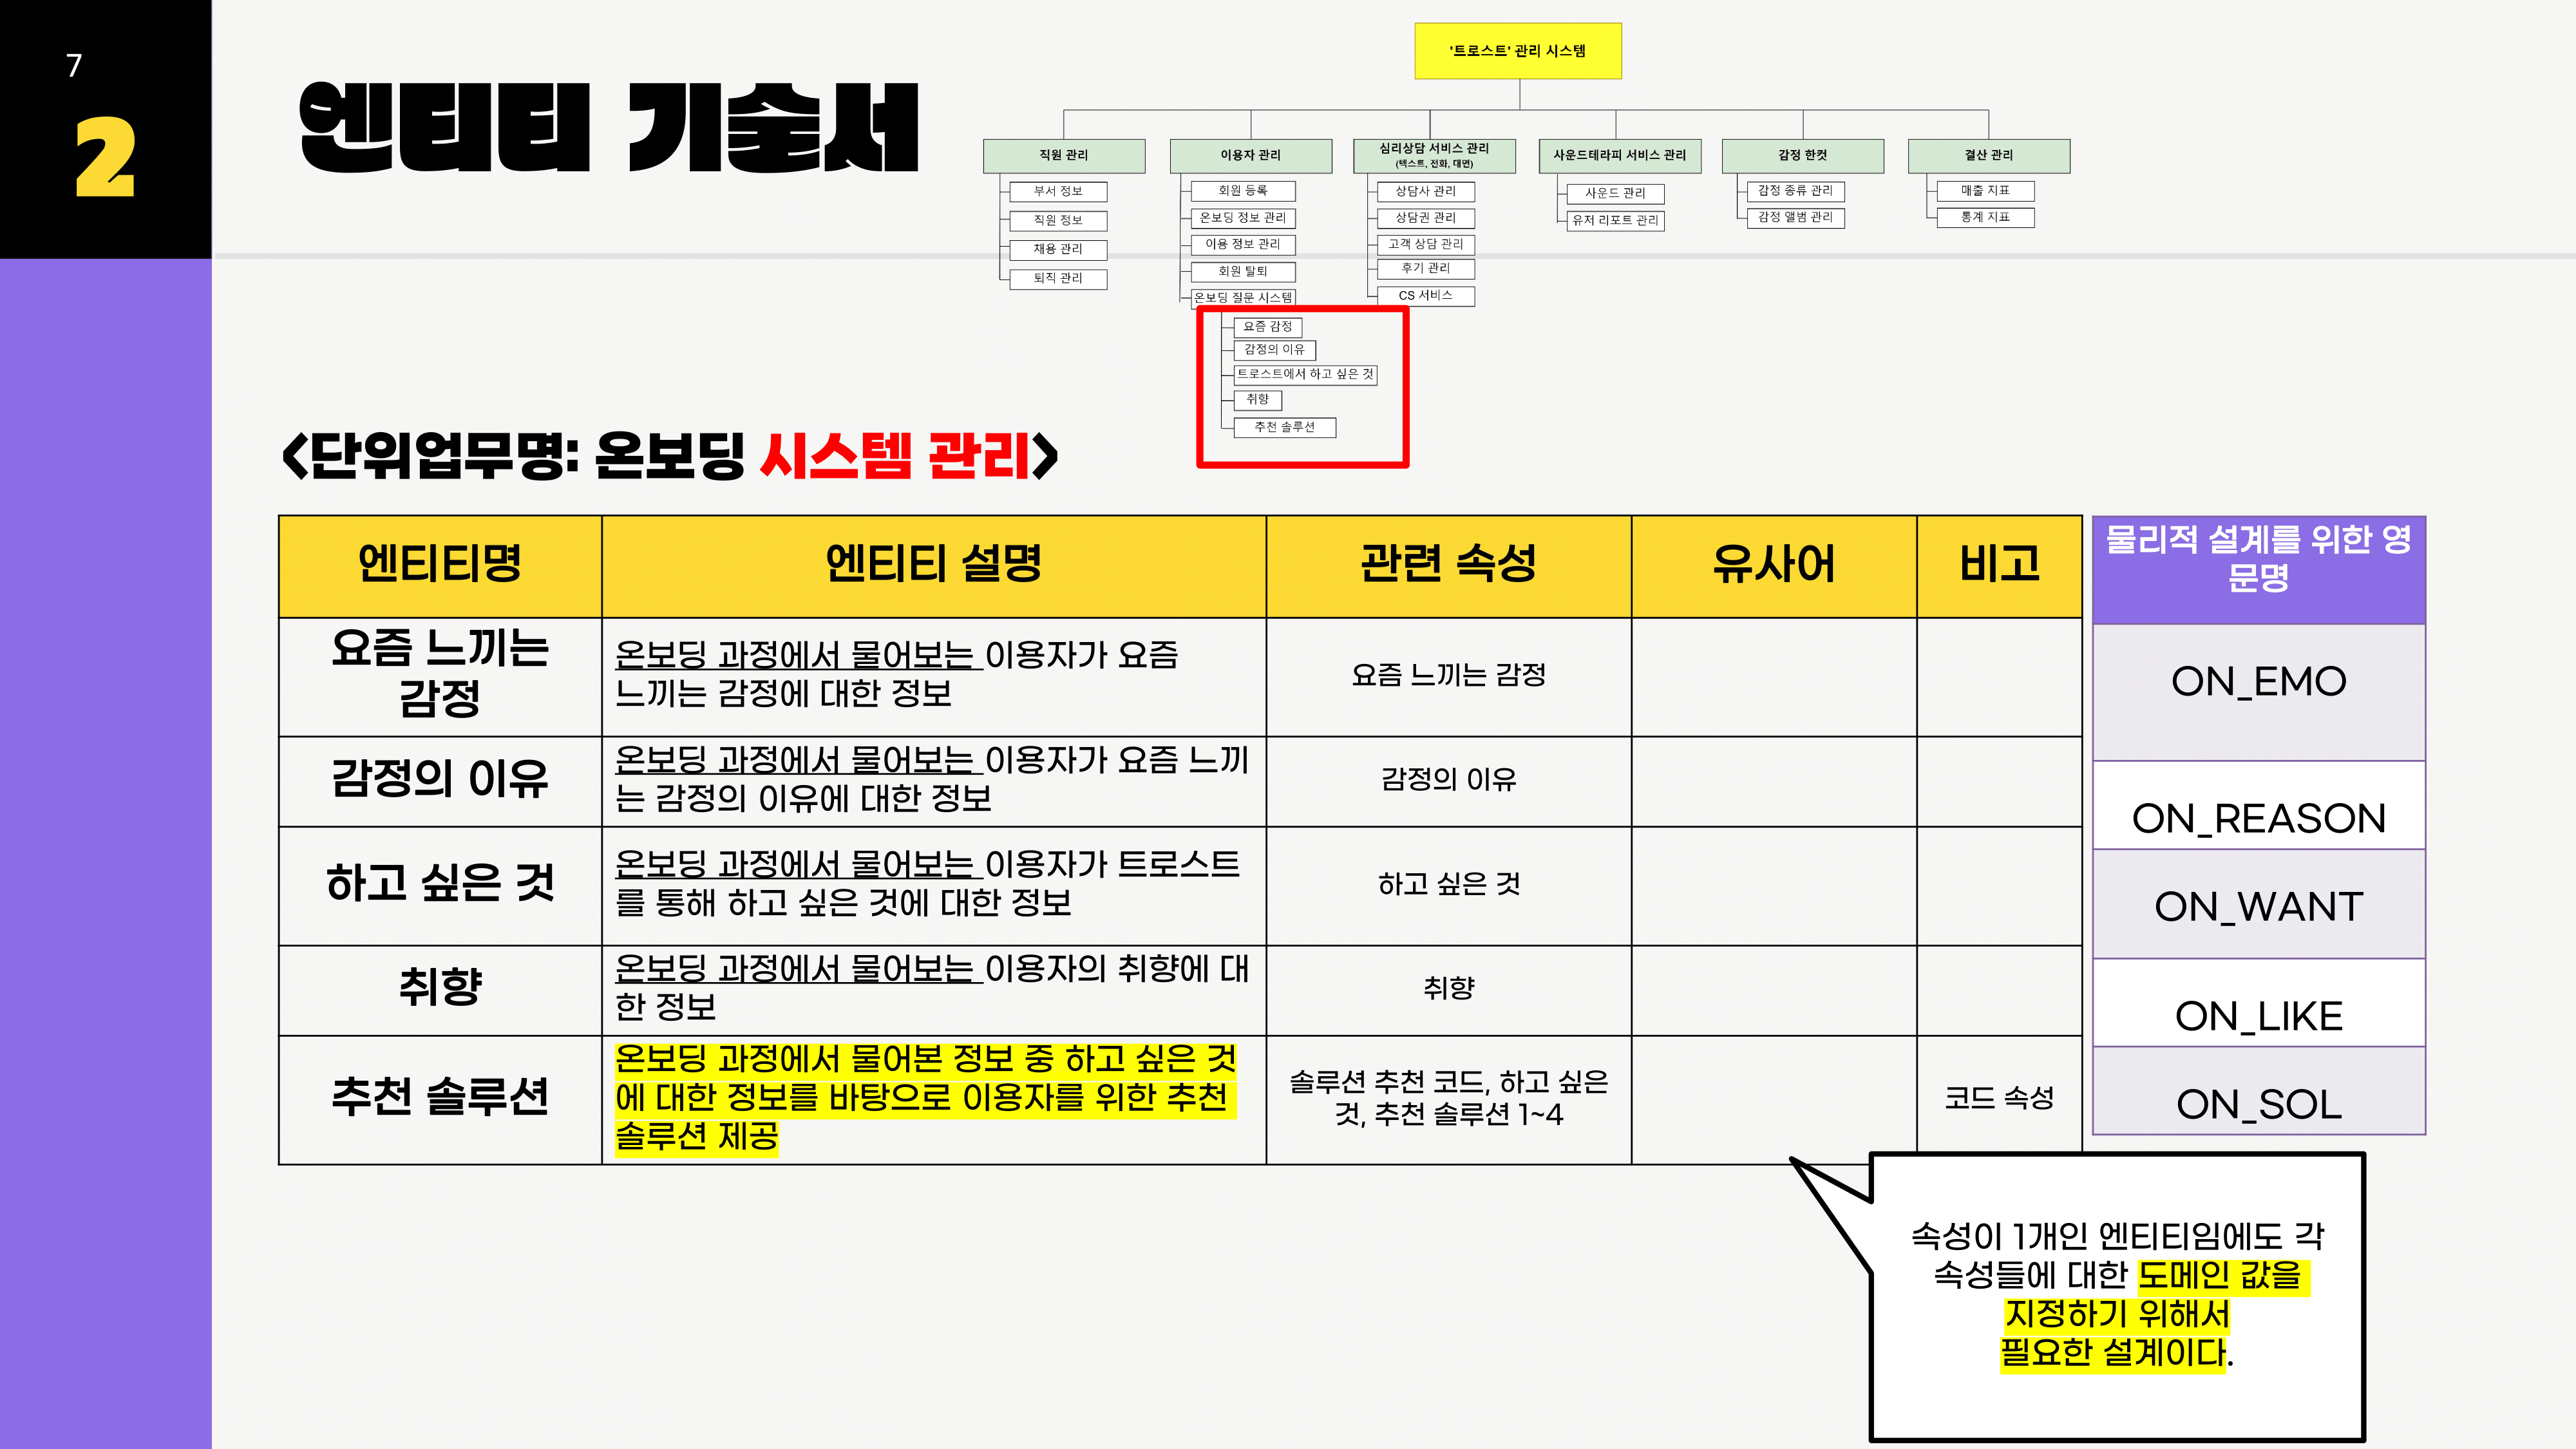 7
2
엔티티 기술서
'트로스트' 관리 시스템
직원 관리
부서 정보
직원 정보
채용 관리
퇴직 관리
이용자 관리
회원 등록
온보딩 정보 관리
이용 정보 관리
회원 탈퇴
온보딩 질문 시스템
요즘 감정
감정의 이유
트로스트에서 하고 싶은 것
취향
추천 솔루션
심리상담 서비스 관리
(텍스트, 전화, 대면)
상담사 관리
상담권 관리
고객 상담 관리
후기 관리
CS 서비스
사운드테라피 서비스 관리
사운드 관리
유저 리포트 관리
감정 한컷
감정 종류 관리
감정 앨범 관리
결산 관리
매출 지표
통계 지표
<단위업무명: 온보딩 시스템 관리>
엔티티명
엔티티 설명
관련 속성
유사어
비고
물리적 설계를 위한 영
문명
요즘 느끼는
감정
온보딩 과정에서 물어보는 이용자가 요즘
느끼는 감정에 대한 정보
요즘 느끼는 감정
ON_EMO
감정의 이유
온보딩 과정에서 물어보는 이용자가 요즘 느끼
는 감정의 이유에 대한 정보
감정의 이유
ON_REASON
하고 싶은 것
온보딩 과정에서 물어보는 이용자가 트로스트
를 통해 하고 싶은 것에 대한 정보
하고 싶은 것
ON_WANT
취향
온보딩 과정에서 물어보는 이용자의 취향에 대
한 정보
취향
ON_LIKE
추천 솔루션
온보딩 과정에서 물어본 정보 중 하고 싶은 것
에 대한 정보를 바탕으로 이용자를 위한 추천
솔루션 제공
솔루션 추천 코드, 하고 싶은
것, 추천 솔루션 1~4
코드 속성
ON_SOL
속성이 1개인 엔티티임에도 각
속성들에 대한 도메인 값을
지정하기 위해서
필요한 설계이다.